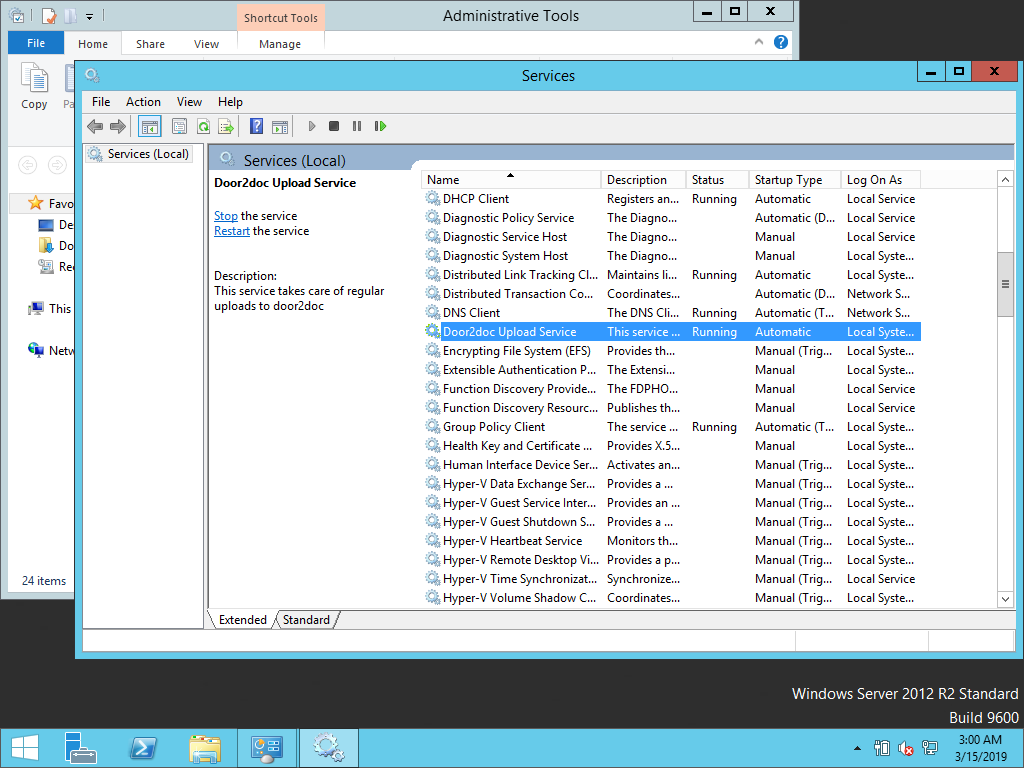 Shortcut Tools
Administrative Tools
File
Home
Share
View
Manage
Copy
Pa
Favo
De
Do
Rec
This
Netw
24 items
Services
File Action View Help
Services (Local)
Services (Local)
Door2doc Upload Service
Stop the service
Restart the service
Description:
This service takes care of regular
uploads to door2doc
Name Description Status Startup Type Log On As
DHCP Client Registers an... Running Automatic Local Service
Diagnostic Policy Service The Diagno... Automatic (D... Local Service
Diagnostic Service Host The Diagno... Manual Local Service
Diagnostic System Host The Diagno... Manual Local Syste...
Distributed Link Tracking Cl... Maintains li... Running Automatic Local Syste...
Distributed Transaction Co... Coordinates... Automatic (D... Network S...
DNS Client The DNS Cli... Running Automatic (T... Network S...
Door2doc Upload Service This service ... Running Automatic Local Syste...
Encrypting File System (EFS) Provides th... Manual (Trig... Local Syste...
Extensible Authentication P... The Extensi... Manual Local Syste...
Function Discovery Provide... The FDPHO... Manual Local Service
Function Discovery Resourc... Publishes th... Manual Local Service
Group Policy Client The service ... Running Automatic (T... Local Syste...
Health Key and Certificate ... Provides X.5... Manual Local Syste...
Human Interface Device Ser... Activates an... Manual (Trig... Local Syste...
Hyper-V Data Exchange Ser... Provides a ... Manual (Trig... Local Syste...
Hyper-V Guest Service Inter... Provides an ... Manual (Trig... Local Syste...
Hyper-V Guest Shutdown S... Provides a ... Manual (Trig... Local Syste...
Hyper-V Heartbeat Service Monitors th... Manual (Trig... Local Syste...
Hyper-V Remote Desktop Vi... Provides a p... Manual (Trig... Local Syste...
Hyper-V Time Synchronizat... Synchronize... Manual (Trig... Local Service
Hyper-V Volume Shadow C... Coordinates... Manual (Trig... Local Syste...
Extended Standard
Windows Server 2012 R2 Standard
Build 9600
3:00 AM
3/15/2019